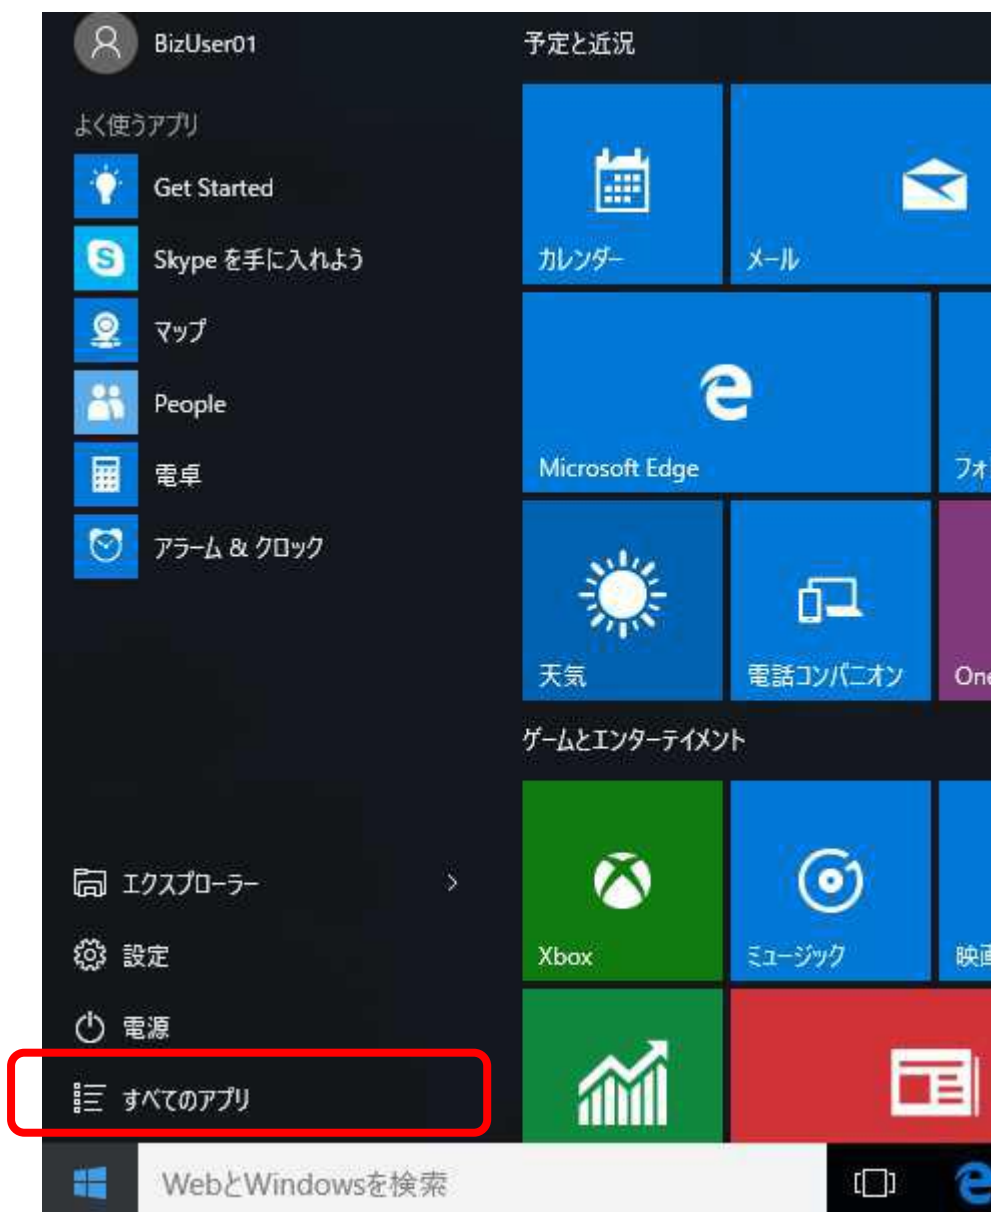 BizUser01
よく使うアプリ
Get Started
Skype を手に入れよう
マップ
People
電卓
アラーム & クロック
エクスプローラー
設定
電源
すべてのアプリ
予定と近況
カレンダー
メール
Microsoft Edge
フォ
天気
電話コンパニオン
One
ゲームとエンターテイメント
Xbox
ミュージック
映画
WebとWindowsを検索